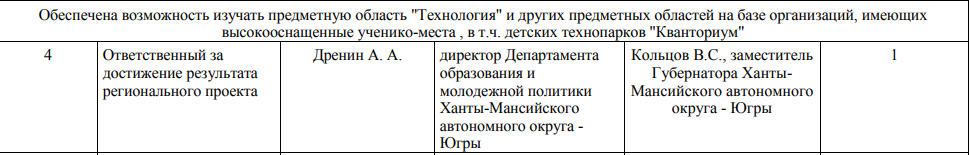 Обеспечена возможность изучать предметную область "Технология" и других предметных областей на базе организаций, имеющих
высокооснащенные ученико-места , в т.ч. детских технопарков "Кванториум"
4
Ответственный за
достижение результата
регионального проекта
Дренин А. А.
директор Департамента
образования и
молодежной политики
Ханты-Мансийского
автономного округа -
Югры
Кольцов В.С., заместитель
Губернатора Ханты-
Мансийского автономного
округа - Югры
1